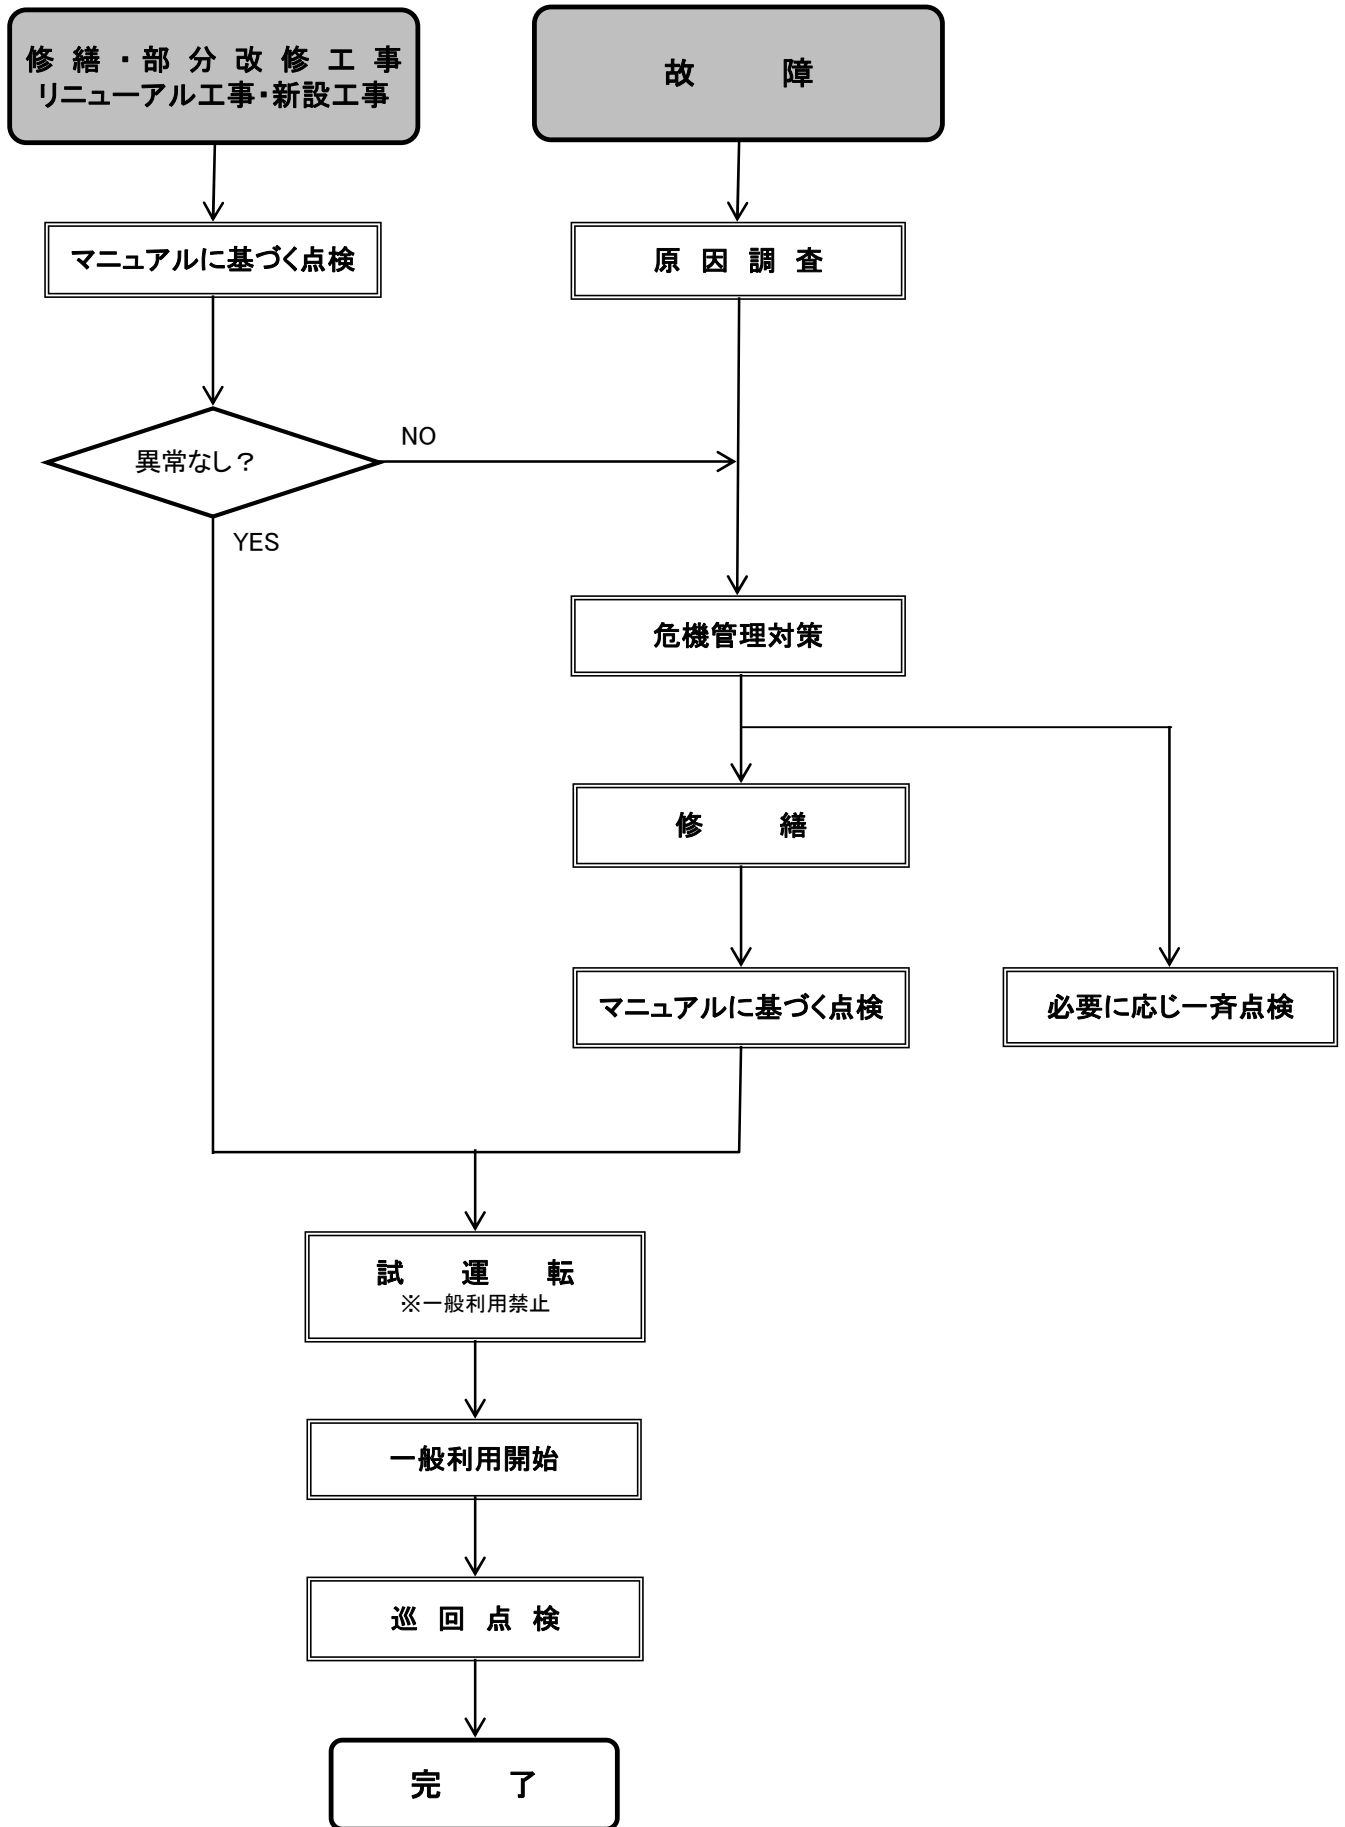 修繕・部分改修工事
リニューアル工事・新設工事
故障
マニュアルに基づく点検
原因調査
異常なし？
NO
YES
危機管理対策
修繕
マニュアルに基づく点検
必要に応じ一斉点検
試運転
※一般利用禁止
一般利用開始
巡回点検
完了